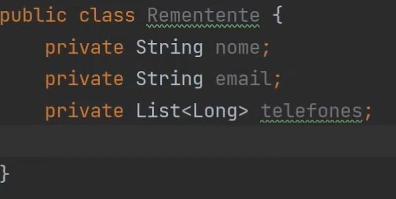 public class Rementente {
private String nome;
private String email;
private List<Long> telefones;
}